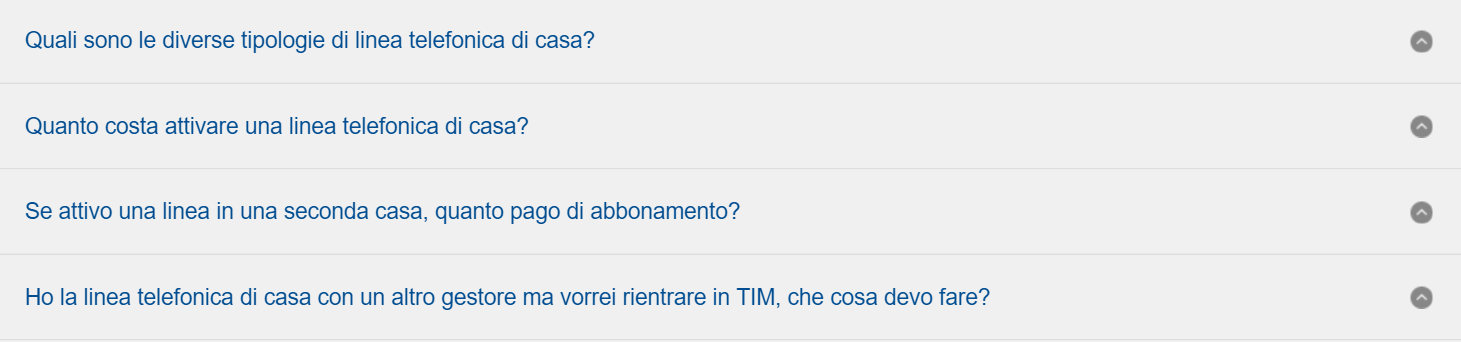 Quali sono le diverse tipologie di linea telefonica di casa?
Quanto costa attivare una linea telefonica di casa?
Se attivo una linea in una seconda casa, quanto pago di abbonamento?
Ho la linea telefonica di casa con un altro gestore ma vorrei rientrare in TIM, che cosa devo fare?